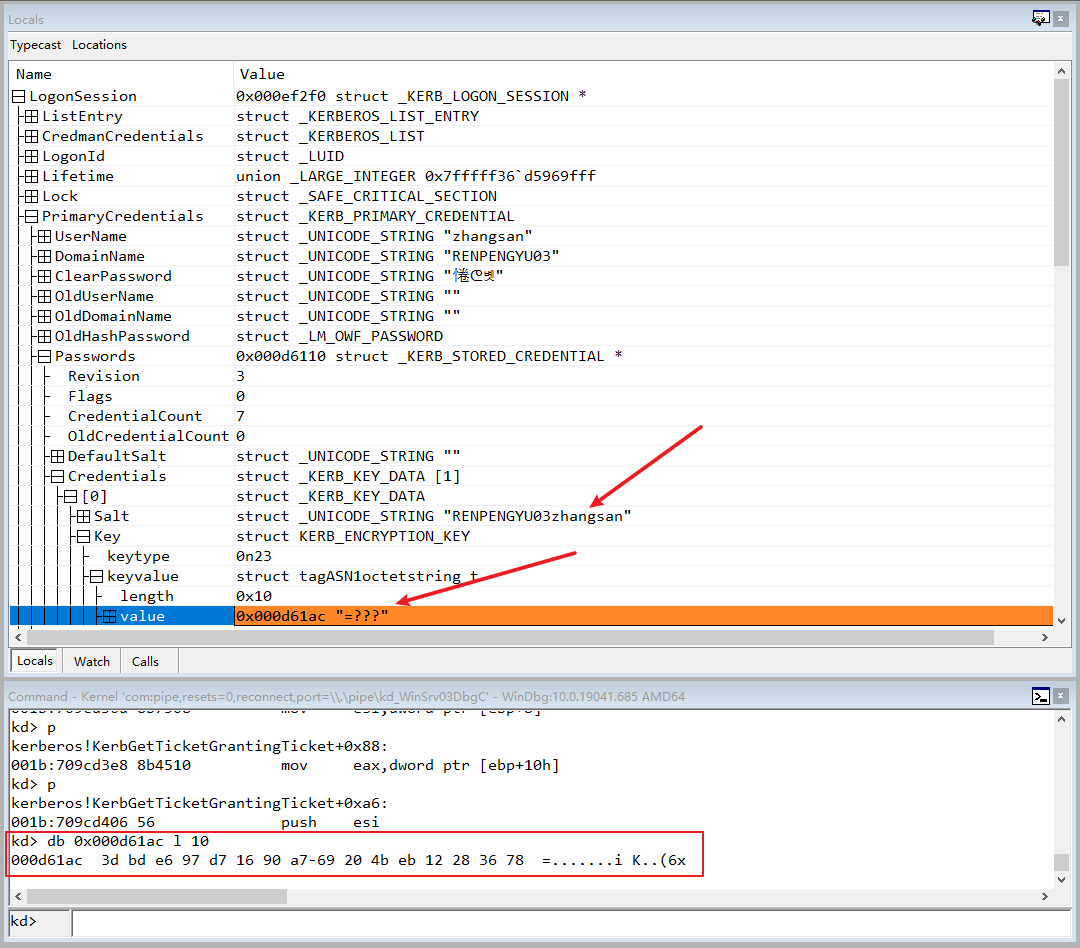 Locals
Typecast Locations
Name Value
LogonSession 0x000ef2f0 struct _KERB_LOGON_SESSION *
ListEntry struct _KERBEROS_LIST_ENTRY
CredmanCredentials struct _KERBEROS_LIST
LogonId struct _LUID
Lifetime union _LARGE_INTEGER 0x7fffff36`d5969fff
Lock struct _SAFE_CRITICAL_SECTION
PrimaryCredentials struct _KERB_PRIMARY_CREDENTIAL
UserName struct _UNICODE_STRING "zhangsan"
DomainName struct _UNICODE_STRING "RENPENGYU03"
ClearPassword struct _UNICODE_STRING
OldUserName struct _UNICODE_STRING ""
OldDomainName struct _UNICODE_STRING ""
OldHashPassword struct _LM_OWF_PASSWORD
Passwords 0x000d6110 struct _KERB_STORED_CREDENTIAL *
Revision 3
Flags 0
CredentialCount 7
OldCredentialCount 0
DefaultSalt struct _UNICODE_STRING ""
Credentials struct _KERB_KEY_DATA [1]
[0] struct _KERB_KEY_DATA
Salt struct _UNICODE_STRING "RENPENGYU03zhangsan"
Key struct KERB_ENCRYPTION_KEY
keytype 0n23
keyvalue struct tagASN1octetstring_t
length 0x10
value 0x000d61ac "=???"
Locals Watch Calls
Command - Kernel 'com:pipe,resets=0,reconnect,port=\\.\pipe\kd_WinSrv03DbgC' - WinDbg:10.0.19041.685 AMD64
kd> p
kerberos!KerbGetTicketGrantingTicket+0x88:
001b:709cd3e8 8b4510 mov eax,dword ptr [ebp+10h]
kd> p
kerberos!KerbGetTicketGrantingTicket+0xa6:
001b:709cd406 56 push esi
kd> db 0x000d61ac l 10
000d61ac 3d bd e6 97 d7 16 90 a7-69 20 4b eb 12 28 36 78 =.......i K..(6x
kd>